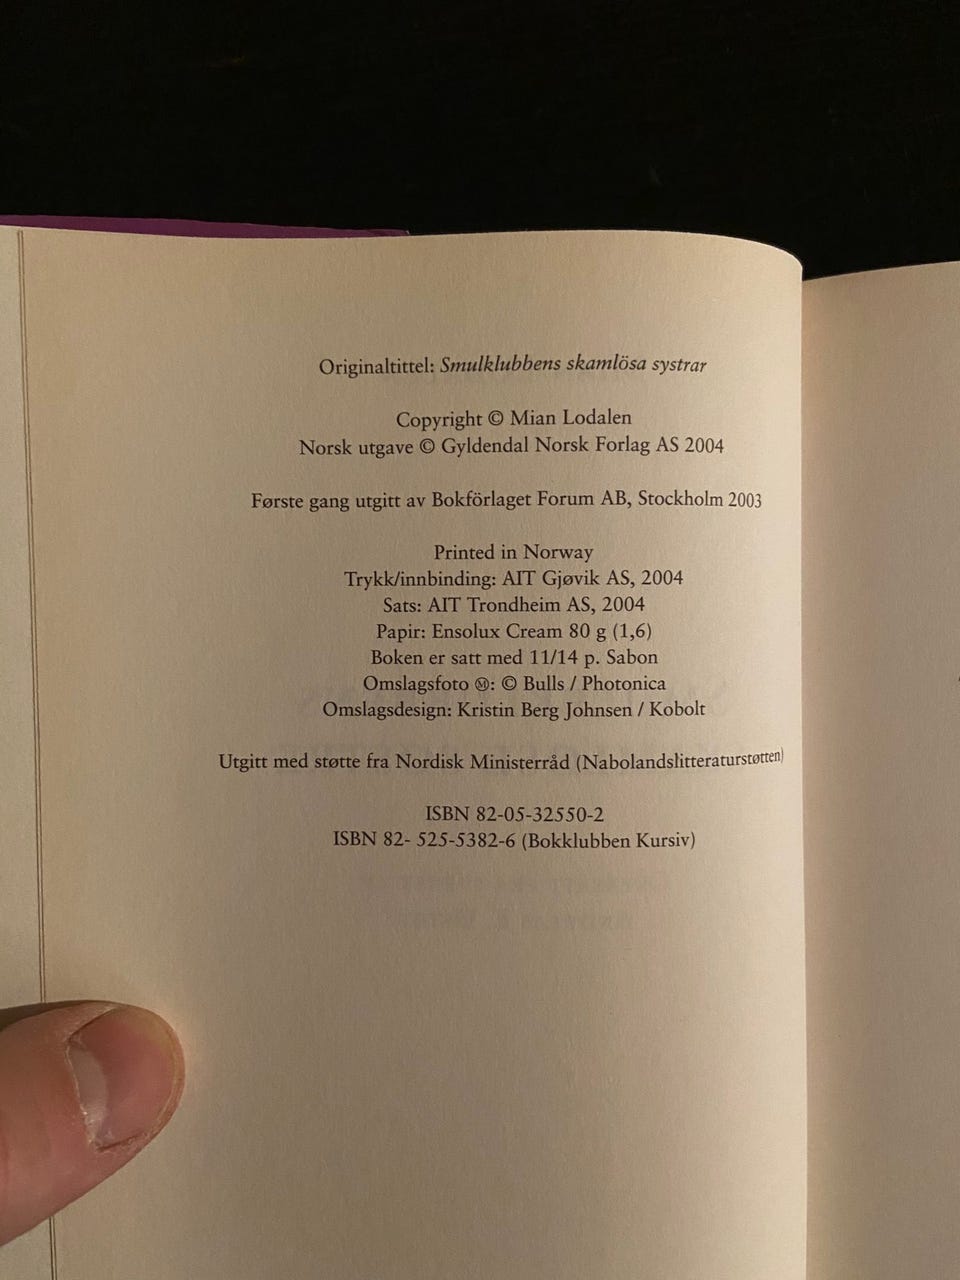 Originaltittel: Smulklubbens skamlösa systrar
Copyright © Mian Lodalen
Norsk utgave © Gyldendal Norsk Forlag AS 2004
Første gang utgitt av Bokförlaget Forum AB, Stockholm 2003
Printed in Norway
Trykk/innbinding: AIT Gjøvik AS, 2004
Sats: AIT Trondheim AS, 2004
Papir: Ensolux Cream 80 g (1,6)
Boken er satt med 11/14 p. Sabon
Omslagsfoto Ⓜ: © Bulls / Photonica
Omslagsdesign: Kristin Berg Johnsen / Kobolt
Utgitt med støtte fra Nordisk Ministerråd (Nabolandslitteraturstøtten)
ISBN 82-05-32550-2
ISBN 82- 525-5382-6 (Bokklubben Kursiv)